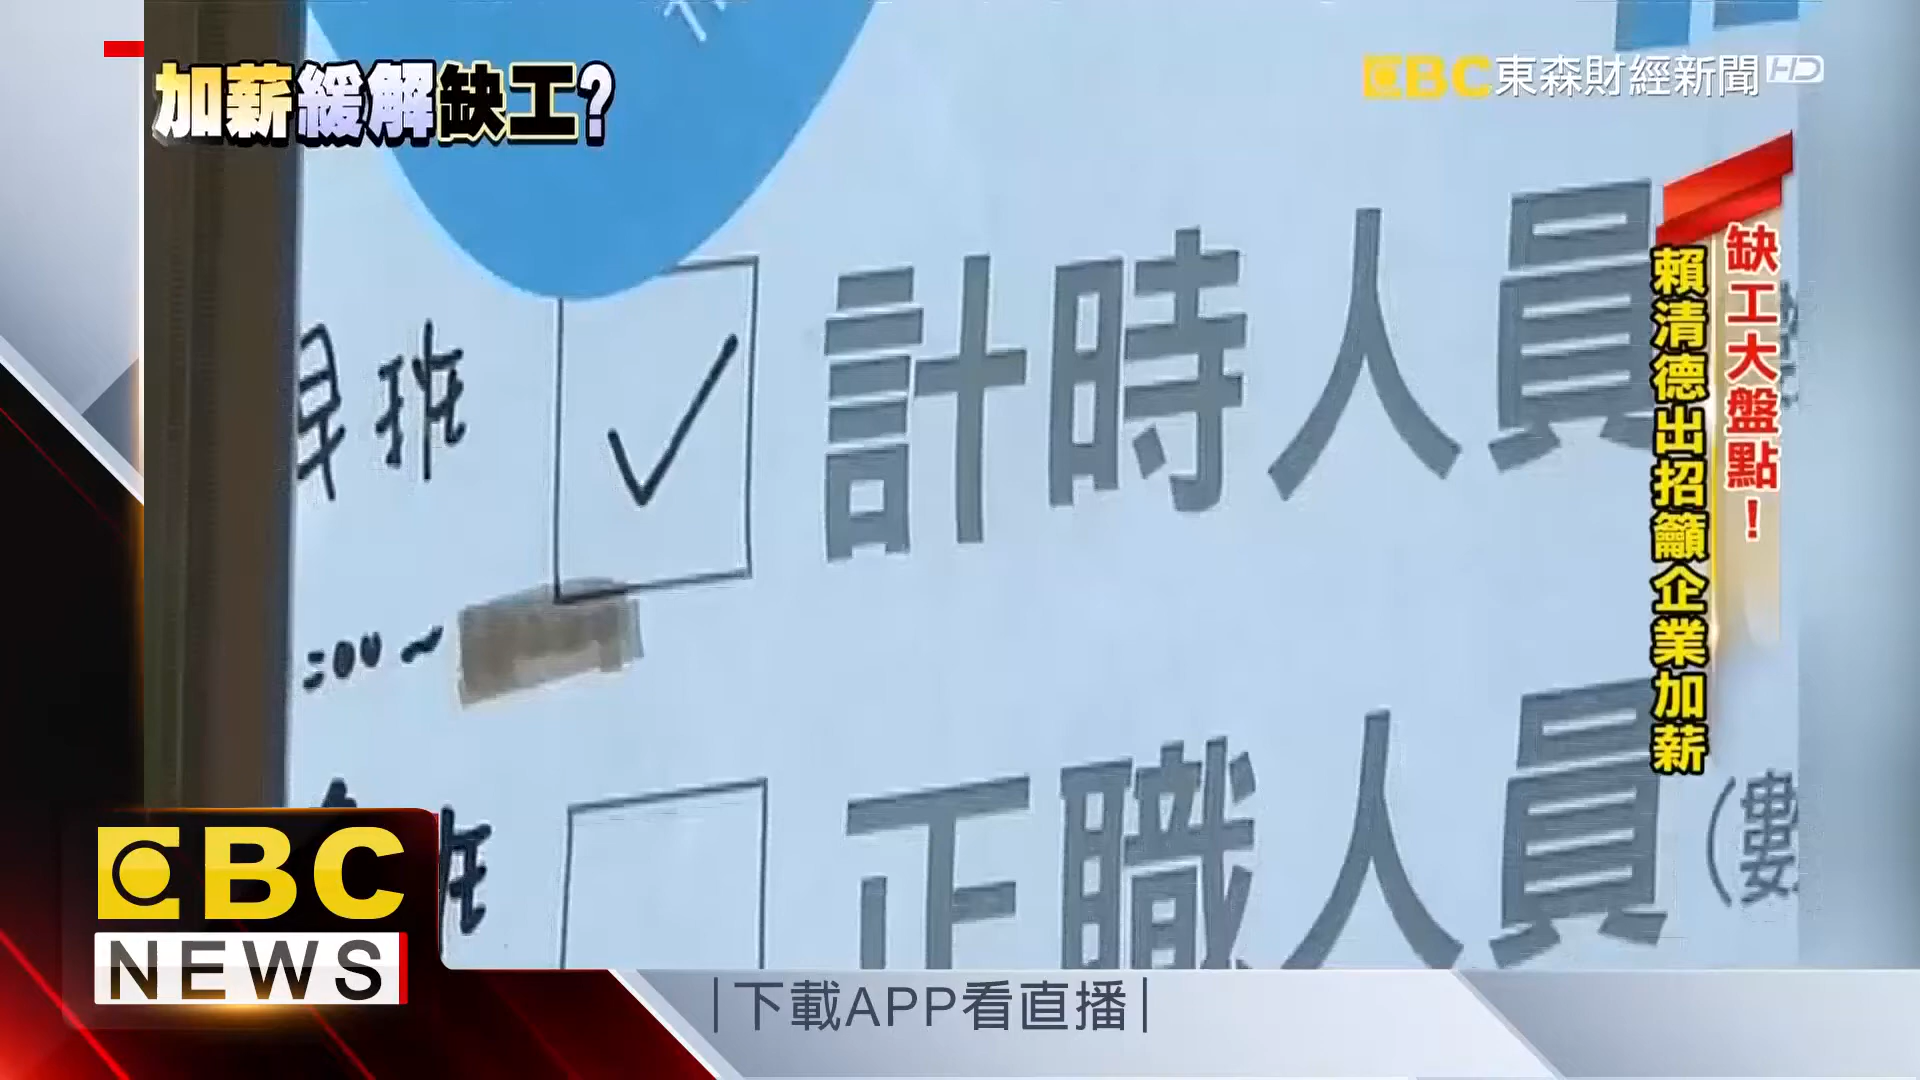 加薪緩解缺工?
EBC東森財經新聞HD
缺工大盤點！
賴清德出招籲企業加薪
早班
計時人員
正職人員
EBC
NEWS
|下載APP看直播|